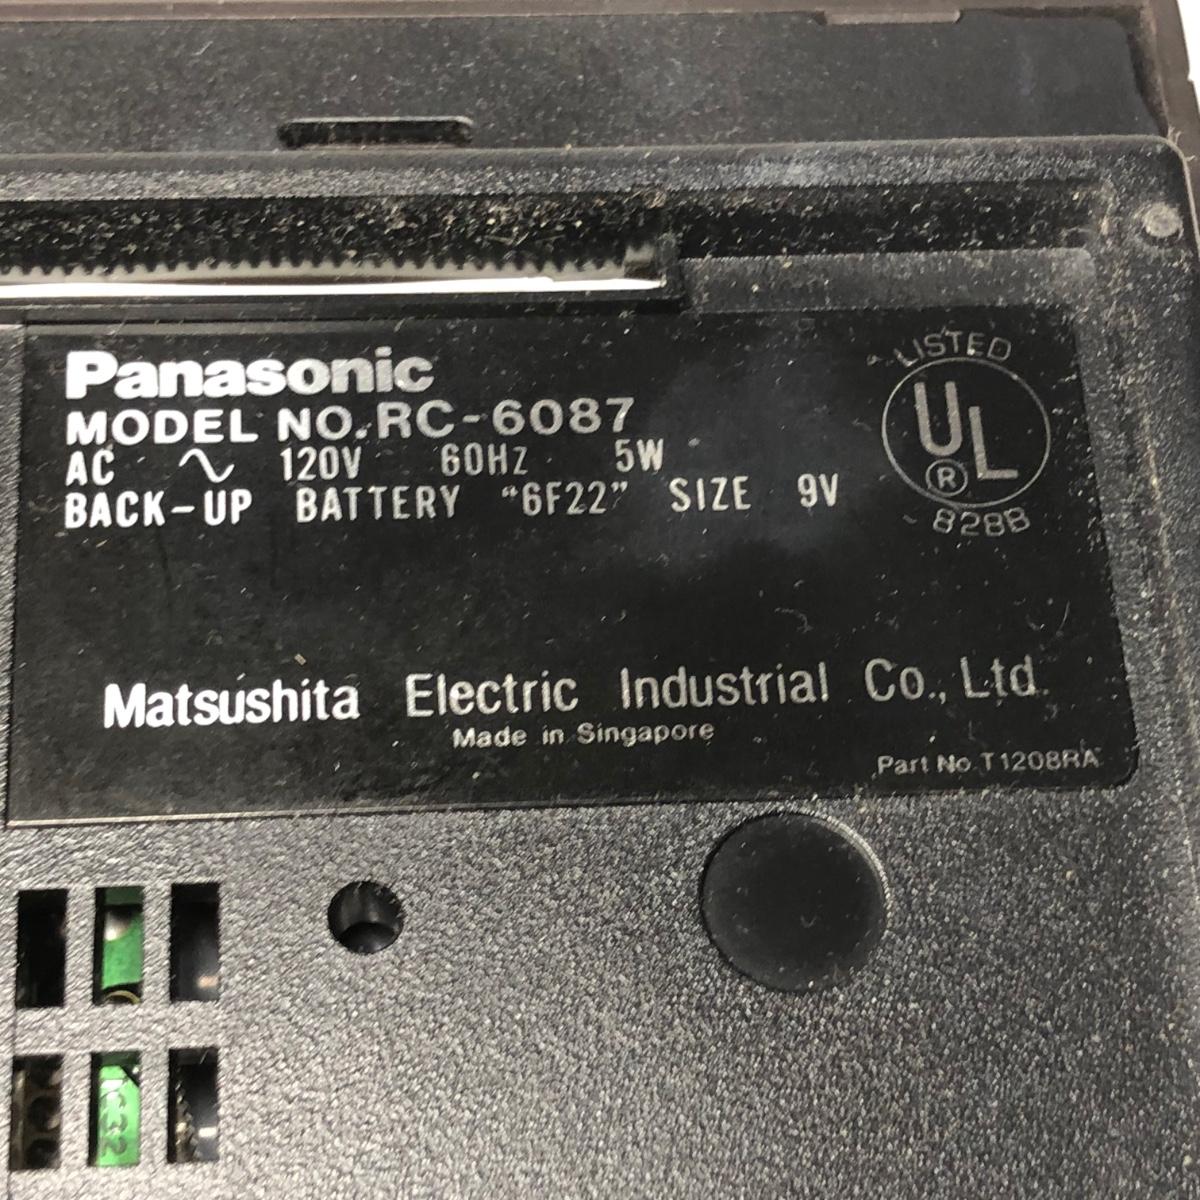 Panasonic
MODEL NO. RC-6087
AC ∿ 120V 60HZ 5W
BACK-UP BATTERY "6F22" SIZE 9V
LISTED
UL
®
828B
Matsushita Electric Industrial Co., Ltd.
Made in Singapore
Part No. T1208RA